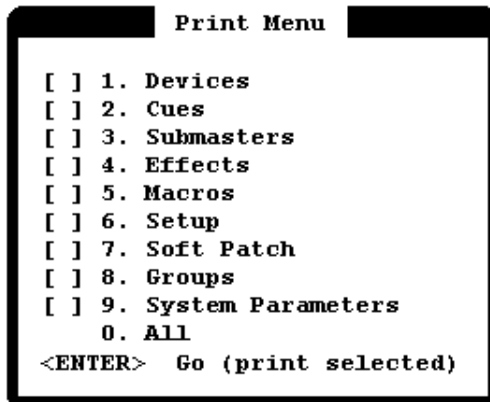 Print Menu
[ ] 1. Devices
[ ] 2. Cues
[ ] 3. Submasters
[ ] 4. Effects
[ ] 5. Macros
[ ] 6. Setup
[ ] 7. Soft Patch
[ ] 8. Groups
[ ] 9. System Parameters
0. All
<ENTER> Go (print selected)